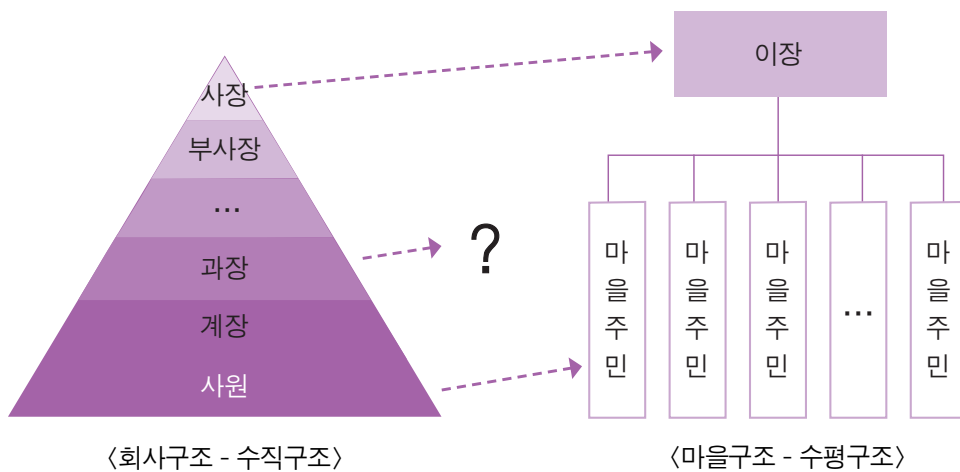 사장
부사장
…
과장
계장
사원
〈회사구조 - 수직구조〉
?
이장
마을주민
마을주민
마을주민
…
마을주민
〈마을구조 - 수평구조〉